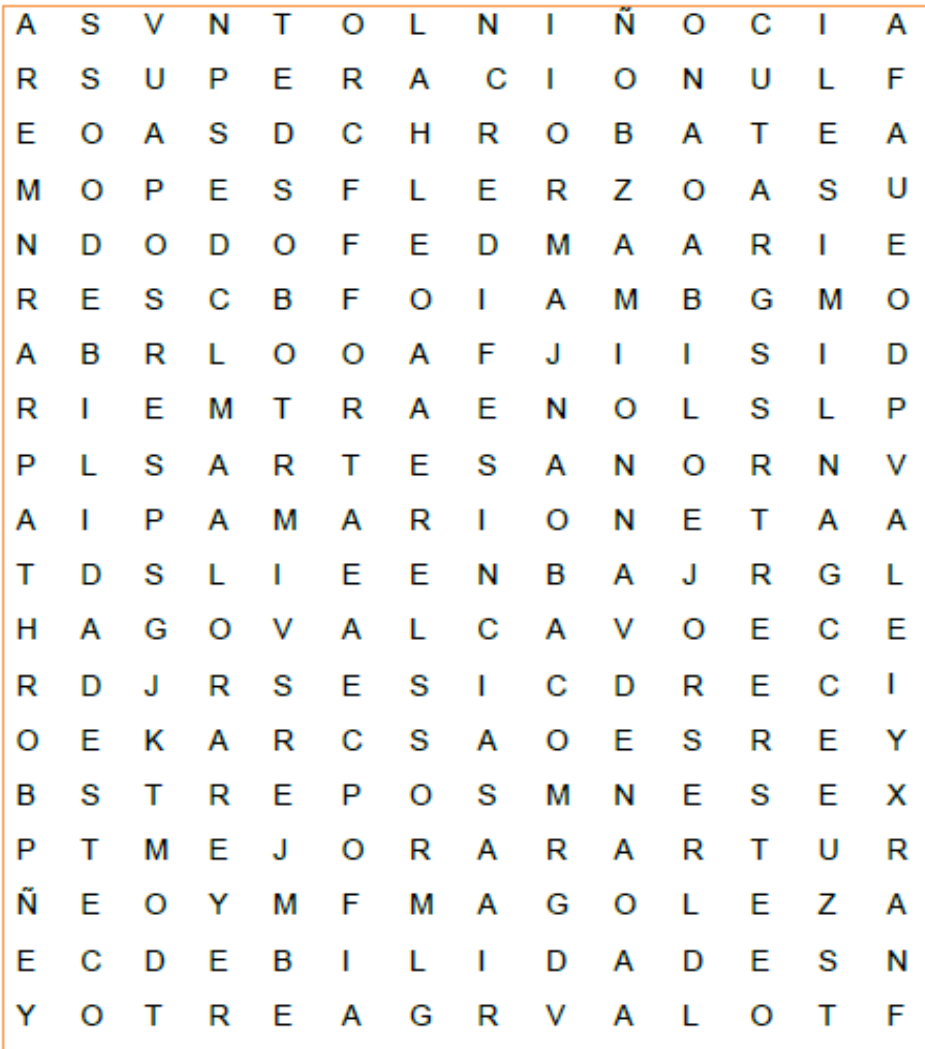 A S V N T O L N I Ñ O C I A
R S U P E R A C I O N U L F
E O A S D C H R O B A T E A
M O P E S F L E R Z O A S U
N D O D O F E D M A A R I E
R E S C B F O I A M B G M O
A B R L O O A F J I I S I D
R I E M T R A E N O L S L P
P L S A R T E S A N O R N V
A I P A M A R I O N E T A A
T D S L I E E N B A J R G L
H A G O V A L C A V O E C E
R D J R S E S I C D R E C I
O E K A R C S A O E S R E Y
B S T R E P O S M N E S E X
P T M E J O R A R A R T U R
Ñ E O Y M F M A G O L E Z A
E C D E B I L I D A D E S N
Y O T R E A G R V A L O T F